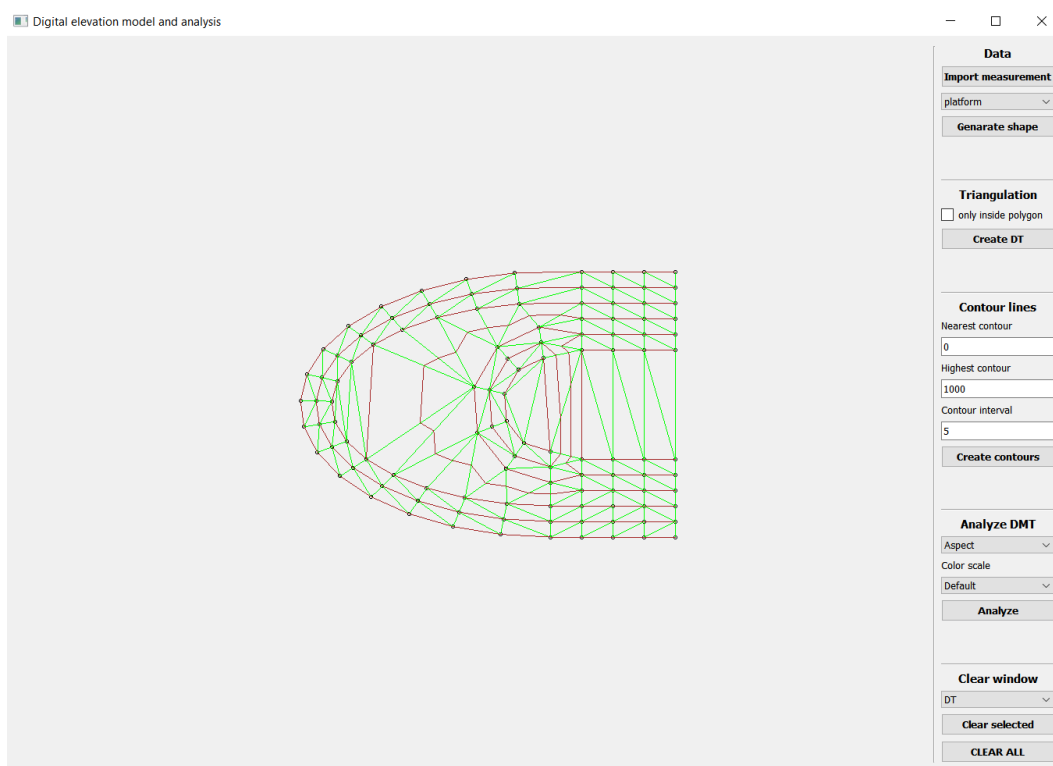 Digital elevation model and analysis
Data
Import measurement
platform
Genarate shape
Triangulation
only inside polygon
Create DT
Contour lines
Nearest contour
0
Highest contour
1000
Contour interval
5
Create contours
Analyze DMT
Aspect
Color scale
Default
Analyze
Clear window
DT
Clear selected
CLEAR ALL